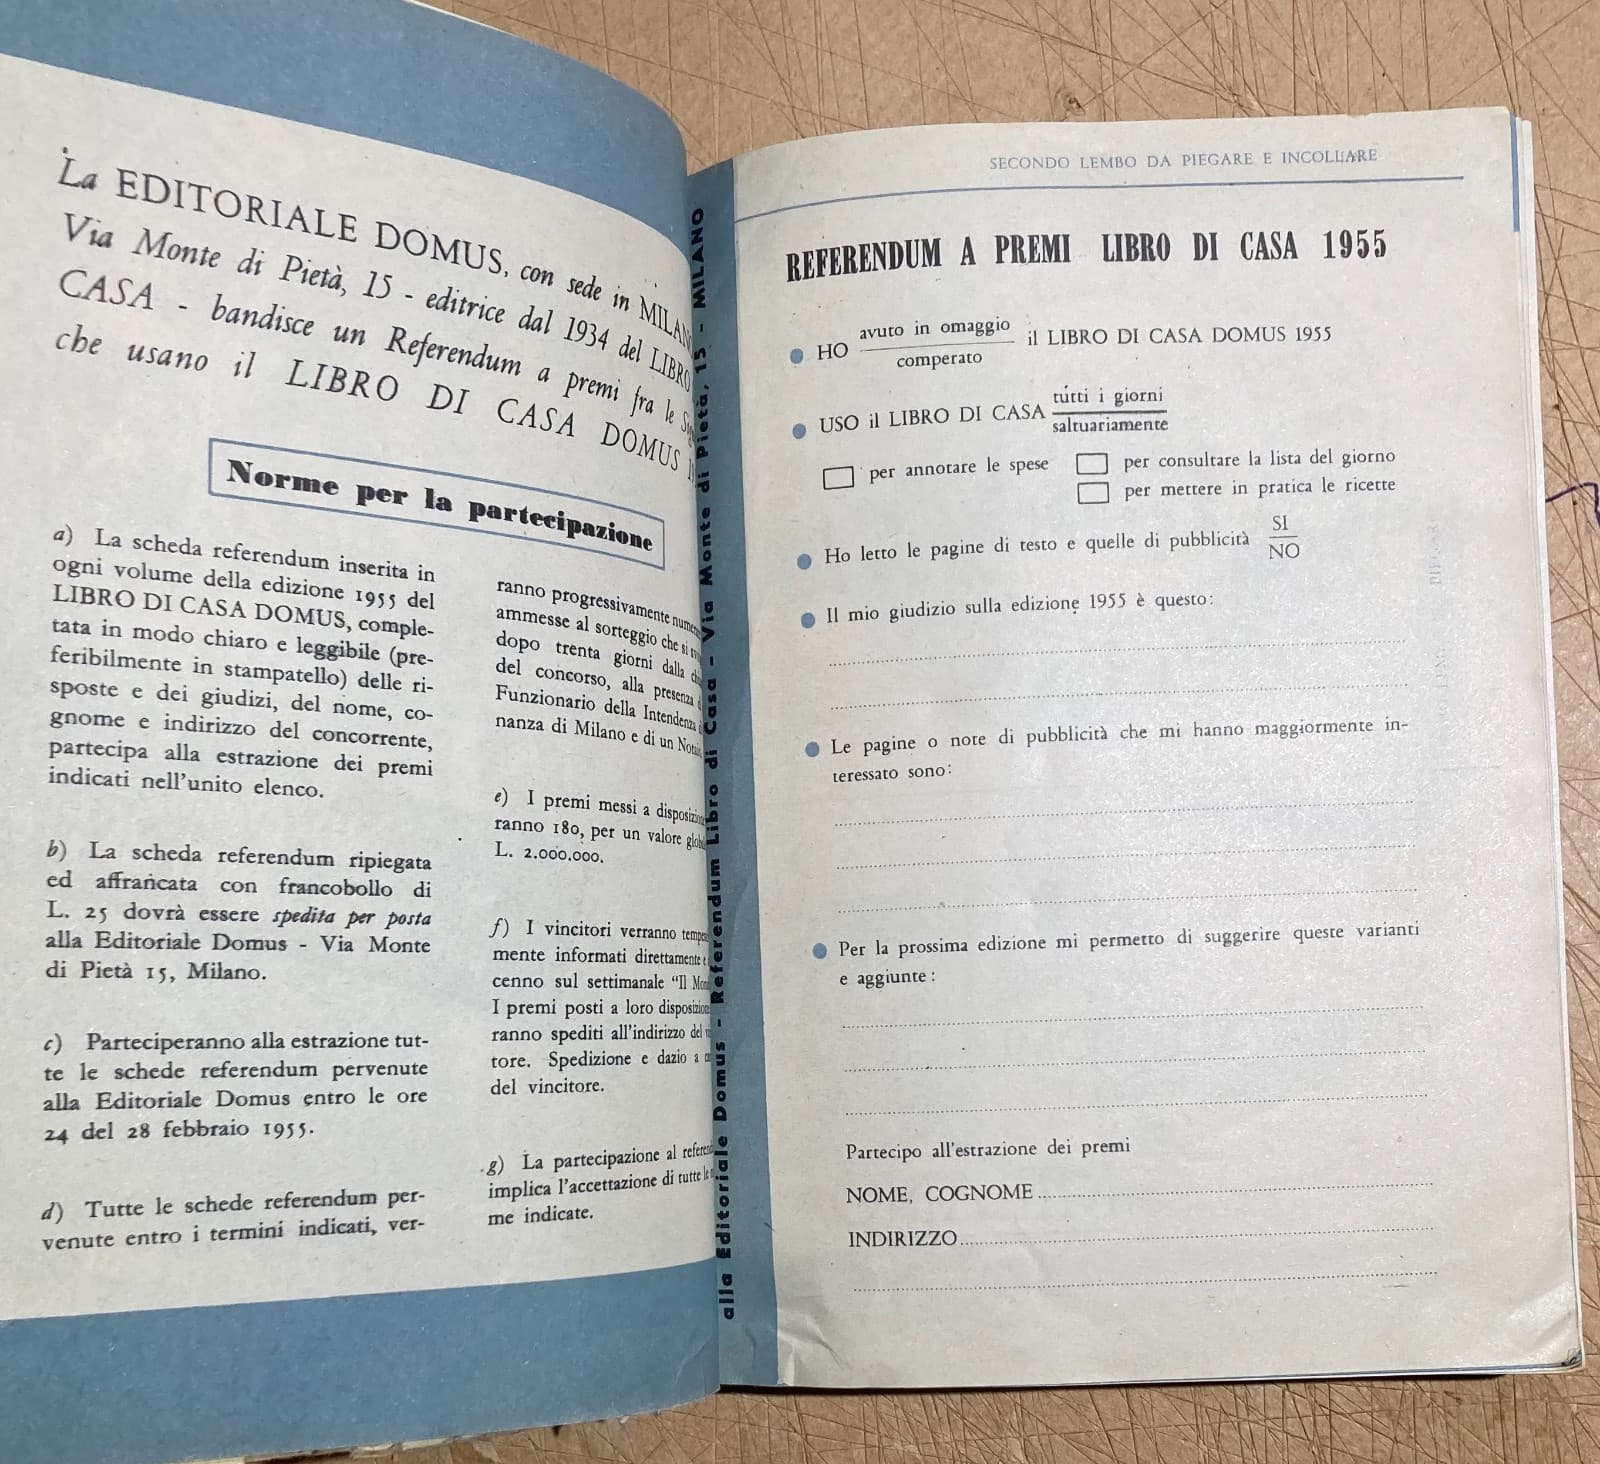 La EDITORIALE DOMUS, con sede in MILANO
Via Monte di Pietà, 15 - editrice dal 1934 del LIBRO
CASA - bandisce un Referendum a premi fra le
che usano il LIBRO DI CASA DOMUS
Norme per la partecipazione
a) La scheda referendum inserita in
ogni volume della edizione 1955 del
LIBRO DI CASA DOMUS, comple-
tata in modo chiaro e leggibile (pre-
feribilmente in stampatello) delle ri-
sposte e dei giudizi, del nome, co-
gnome e indirizzo del concorrente,
partecipa alla estrazione dei premi
indicati nell'unito elenco.
b) La scheda referendum ripiegata
ed affrancata con francobollo di
L. 25 dovrà essere spedita per posta
alla Editoriale Domus - Via Monte
di Pietà 15, Milano.
c) Parteciperanno alla estrazione tut-
te le schede referendum pervenute
alla Editoriale Domus entro le ore
24 del 28 febbraio 1955.
d) Tutte le schede referendum per-
venute entro i termini indicati, ver-
ranno progressivamente
ammesse al sorteggio che si
dopo trenta giorni dalla
del concorso, alla presenza
Funzionario della Intendenza
nanza di Milano e di un
e) I premi messi a
ranno 180, per un valore
L. 2.000.000.
f) I vincitori verranno
mente informati direttamente e
cenno sul settimanale "Il
I premi posti a loro
ranno spediti all'indirizzo del
tore. Spedizione e dazio a
del vincitore.
g) La partecipazione al
implica l'accettazione di tutte le
me indicate.
alla Editoriale Domus - Referendum Libro di Casa - Via Monte di Pietà, 15 - MILANO
SECONDO LEMBO DA PIEGARE E INCOLLARE
REFERENDUM A PREMI LIBRO DI CASA 1955
HO avuto in omaggio il LIBRO DI CASA DOMUS 1955
comperato
USO il LIBRO DI CASA tutti i giorni
saltuariamente
per annotare le spese per consultare la lista del giorno
per mettere in pratica le ricette
Ho letto le pagine di testo e quelle di pubblicità SI
NO
Il mio giudizio sulla edizione 1955 è questo:
Le pagine o note di pubblicità che mi hanno maggiormente in-
teressato sono:
Per la prossima edizione mi permetto di suggerire queste varianti
e aggiunte:
Partecipo all'estrazione dei premi
NOME, COGNOME
INDIRIZZO